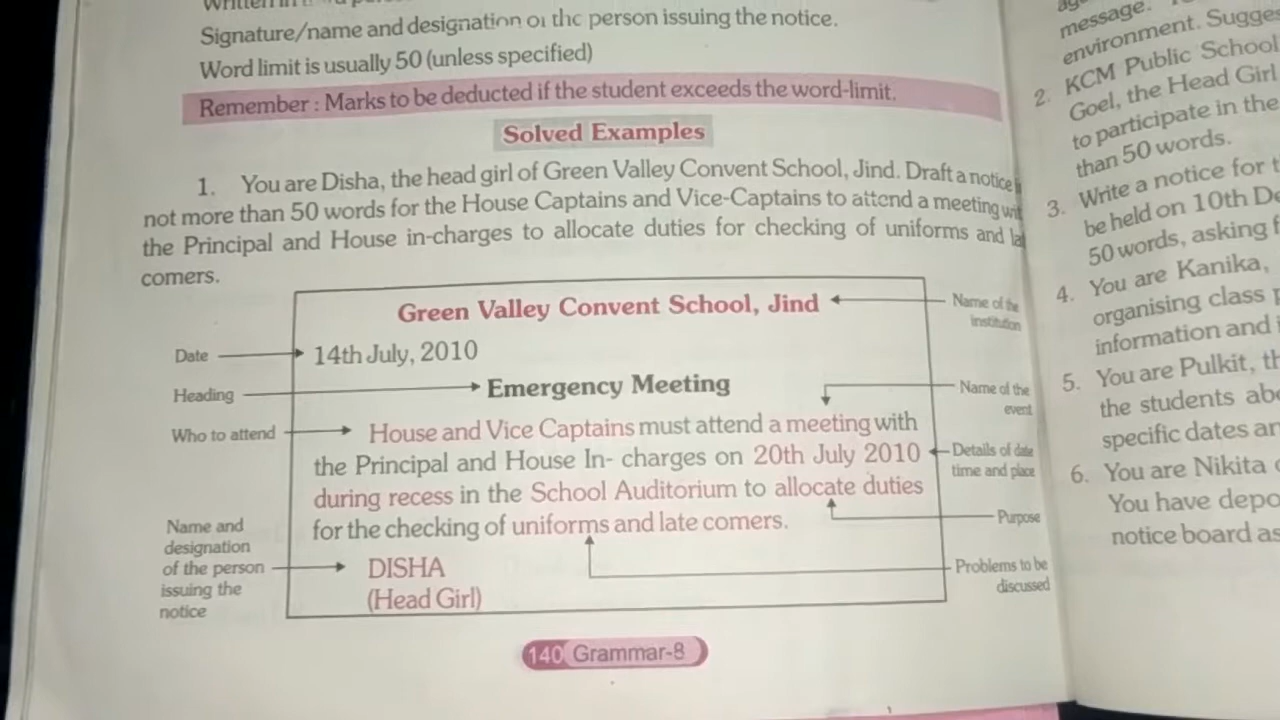 Signature/name and designation of the person issuing the notice.
Word limit is usually 50 (unless specified)
Remember : Marks to be deducted if the student exceeds the word-limit.
Solved Examples
1. You are Disha, the head girl of Green Valley Convent School, Jind. Draft a notice
not more than 50 words for the House Captains and Vice-Captains to attend a meeting
the Principal and House in-charges to allocate duties for checking of uniforms and
comers.
Green Valley Convent School, Jind
Name of the
institution
Date
14th July, 2010
Heading
Emergency Meeting
Name of the
event
Who to attend
House and Vice Captains must attend a meeting with
the Principal and House In- charges on 20th July 2010
during recess in the School Auditorium to allocate duties
for the checking of uniforms and late comers.
Details of date
time and place
Purpose
Problems to be
discussed
Name and
designation
of the person
issuing the
notice
DISHA
(Head Girl)
140 Grammar-8
message.
environment.
2. KCM Public School
Goel, the Head Girl
to participate in the
than 50 words.
3. Write a notice for
be held on 10th
50 words, asking
4. You are Kanika,
organising class
information and
5. You are Pulkit,
the students
specific dates
6. You are Nikita
You have
notice board as